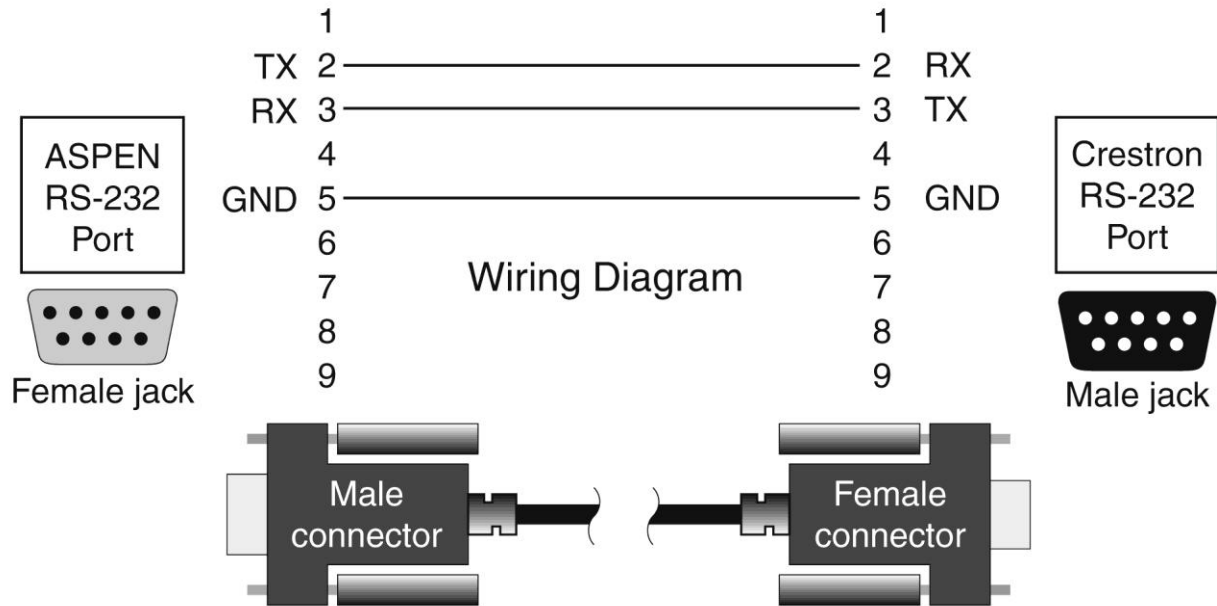 1 1
TX 2 2 RX
RX 3 3 TX
4 4
GND 5 5 GND
6 6
7 7
8 8
9 9
ASPEN
RS-232
Port
Female jack
Wiring Diagram
Crestron
RS-232
Port
Male jack
Male
connector
Female
connector